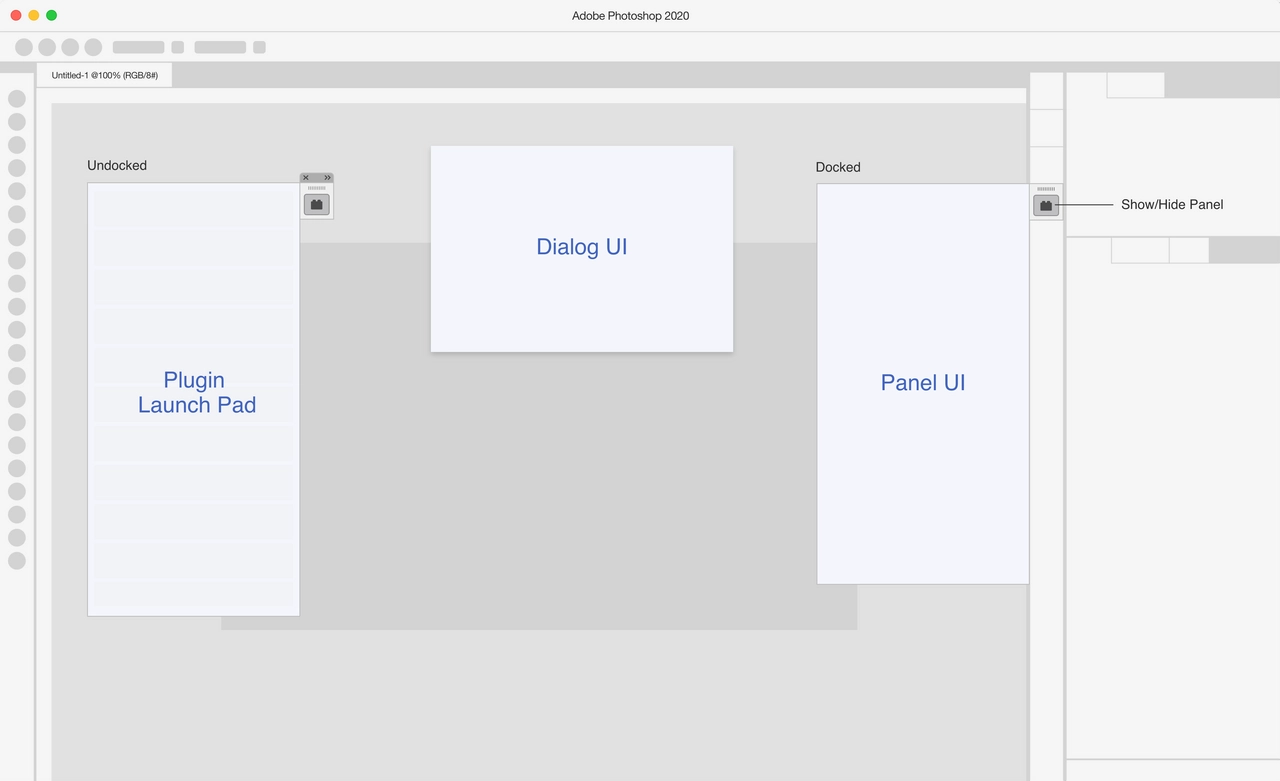 Adobe Photoshop 2020
Untitled-1 @100% (RGB/8#)
Undocked
Docked
Show/Hide Panel
Dialog UI
Plugin
Launch Pad
Panel UI